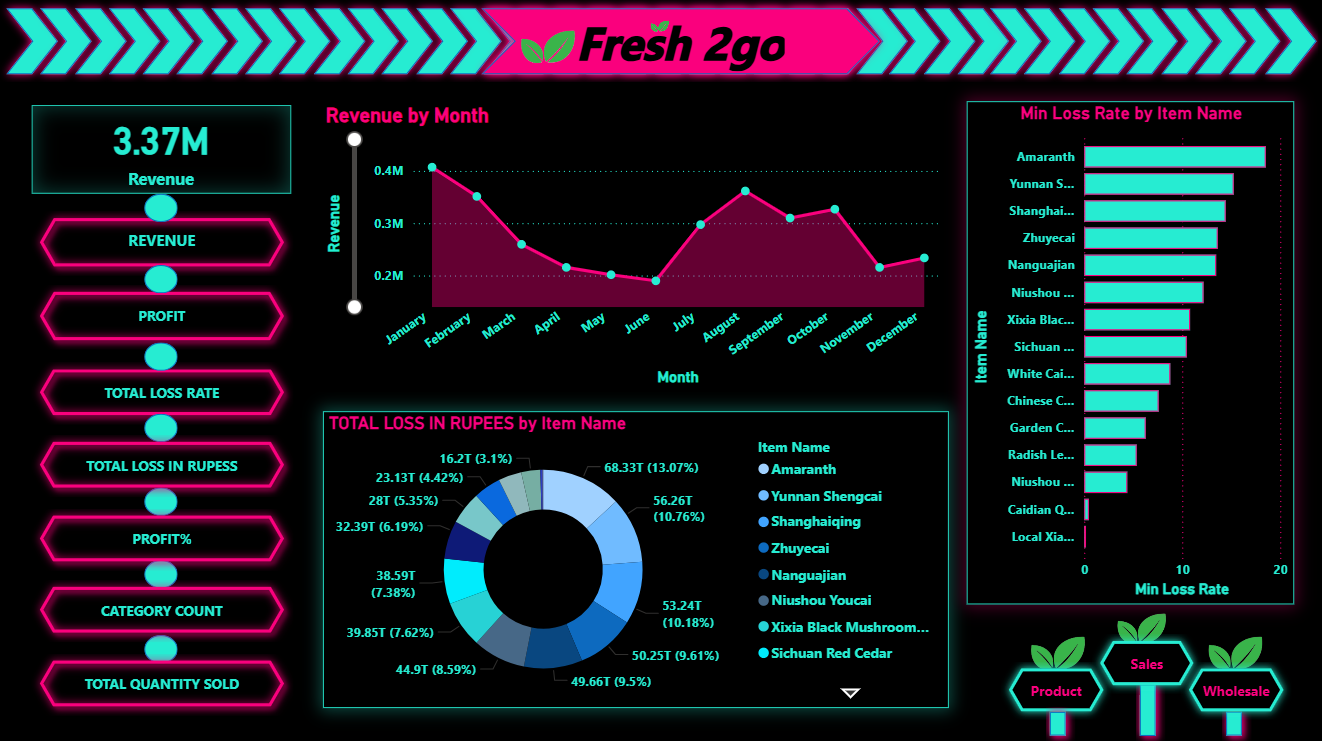 Fresh 2go
3.37M
Revenue
REVENUE
PROFIT
TOTAL LOSS RATE
TOTAL LOSS IN RUPESS
PROFIT%
CATEGORY COUNT
TOTAL QUANTITY SOLD
Revenue by Month
Revenue
0.4M
0.3M
0.2M
January
February
March
April
May
June
July
August
September
October
November
December
Month
TOTAL LOSS IN RUPEES by Item Name
16.2T (3.1%)
23.13T (4.42%)
28T (5.35%)
32.39T (6.19%)
38.59T
(7.38%)
39.85T (7.62%)
44.9T (8.59%)
49.66T (9.5%)
50.25T (9.61%)
53.24T
(10.18%)
56.26T
(10.76%)
68.33T (13.07%)
Item Name
Amaranth
Yunnan Shengcai
Shanghaiqing
Zhuyecai
Nanguajian
Niushou Youcai
Xixia Black Mushroom...
Sichuan Red Cedar
Min Loss Rate by Item Name
Item Name
Amaranth
Yunnan S...
Shanghai...
Zhuyecai
Nanguajian
Niushou ...
Xixia Blac...
Sichuan ...
White Cai...
Chinese C...
Garden C...
Radish Le...
Niushou ...
Caidian Q...
Local Xia...
0
10
20
Min Loss Rate
Product
Sales
Wholesale